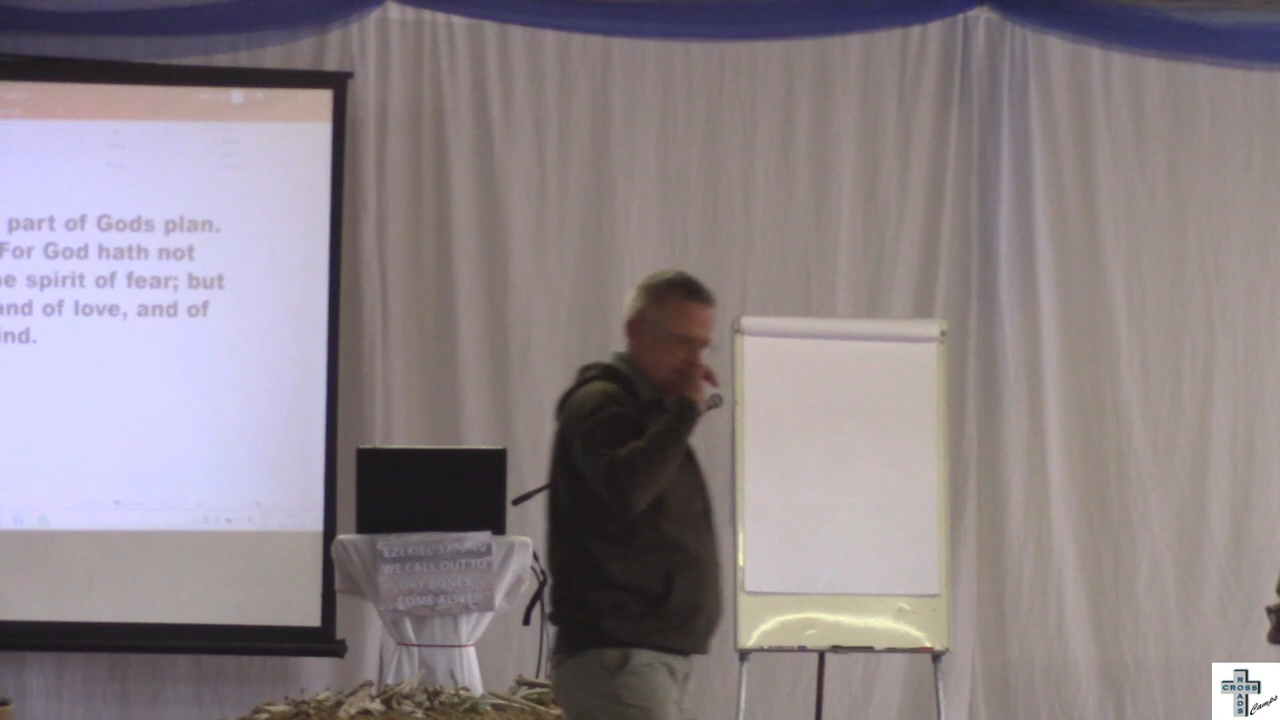 part of Gods plan.
For God hath not
spirit of fear; but
and of love, and of
EZEKIEL
WE CALL OUT TO
DRY BONES
COME ALIVE!
CROSS
ROADS
Camps